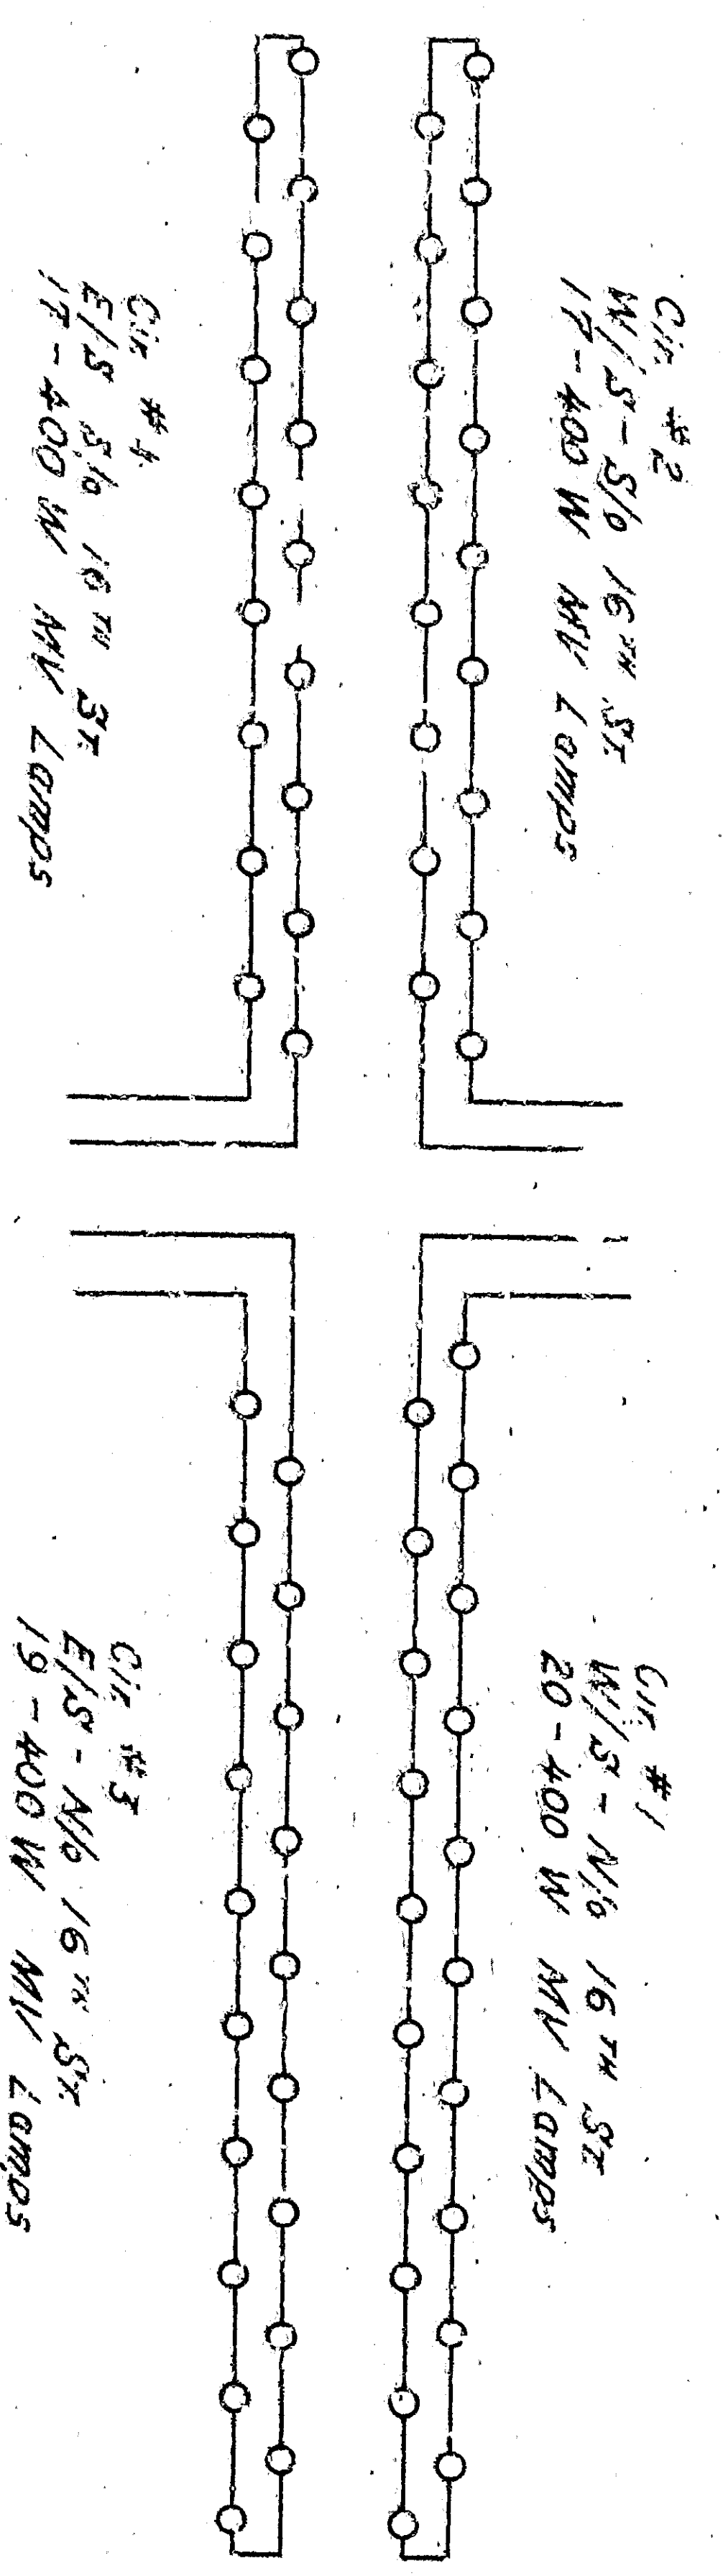 Cir. #2
W/S - S/o 16TH ST.
17 - 400 W MV Lamps
Cir. #1
W/S - N/o 16TH ST.
20 - 400 W MV Lamps
Cir. #4
E/S S/o 16TH ST.
17 - 400 W MV Lamps
Cir. #3
E/S - N/o 16TH ST.
19 - 400 W MV Lamps